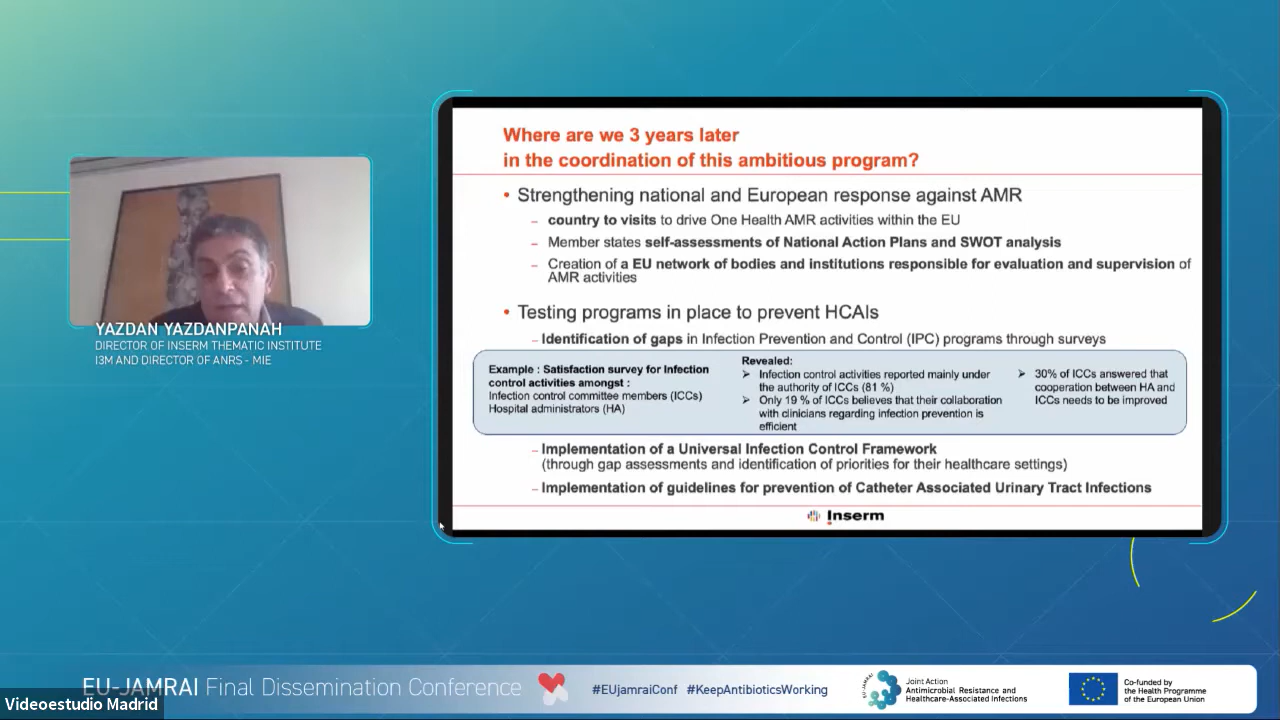 YAZDAN YAZDANPANAH
DIRECTOR OF INSERM THEMATIC INSTITUTE
I3M AND DIRECTOR OF ANRS - MIE
Where are we 3 years later
in the coordination of this ambitious program?
• Strengthening national and European response against AMR
– country to visits to drive One Health AMR activities within the EU
– Member states self-assessments of National Action Plans and SWOT analysis
– Creation of a EU network of bodies and institutions responsible for evaluation and supervision of
AMR activities
• Testing programs in place to prevent HCAIs
– Identification of gaps in Infection Prevention and Control (IPC) programs through surveys
Example : Satisfaction survey for Infection
control activities amongst :
Infection control committee members (ICCs)
Hospital administrators (HA)
Revealed:
➢ Infection control activities reported mainly under
the authority of ICCs (81 %)
➢ Only 19 % of ICCs believes that their collaboration
with clinicians regarding infection prevention is
efficient
➢ 30% of ICCs answered that
cooperation between HA and
ICCs needs to be improved
– Implementation of a Universal Infection Control Framework
(through gap assessments and identification of priorities for their healthcare settings)
– Implementation of guidelines for prevention of Catheter Associated Urinary Tract Infections
Inserm
EU-JAMRAI Final Dissemination Conference
#EUjamraiConf #KeepAntibioticsWorking
EU-JAMRAI
Joint Action
Antimicrobial Resistance and
Healthcare-Associated Infections
Co-funded by
the Health Programme
of the European Union
Videoestudio Madrid